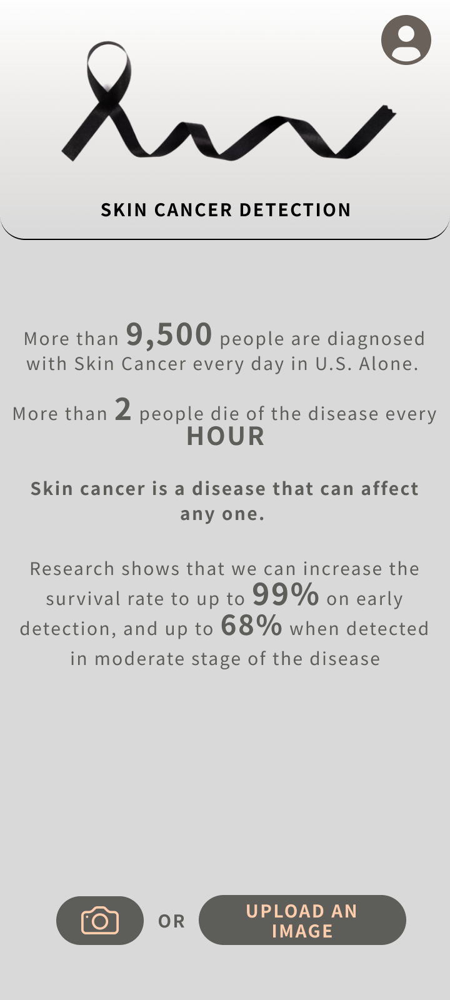 SKIN CANCER DETECTION
More than 9,500 people are diagnosed
with Skin Cancer every day in U.S. Alone.
More than 2 people die of the disease every
HOUR
Skin cancer is a disease that can affect
any one.
Research shows that we can increase the
survival rate to up to 99% on early
detection, and up to 68% when detected
in moderate stage of the disease
OR
UPLOAD AN
IMAGE